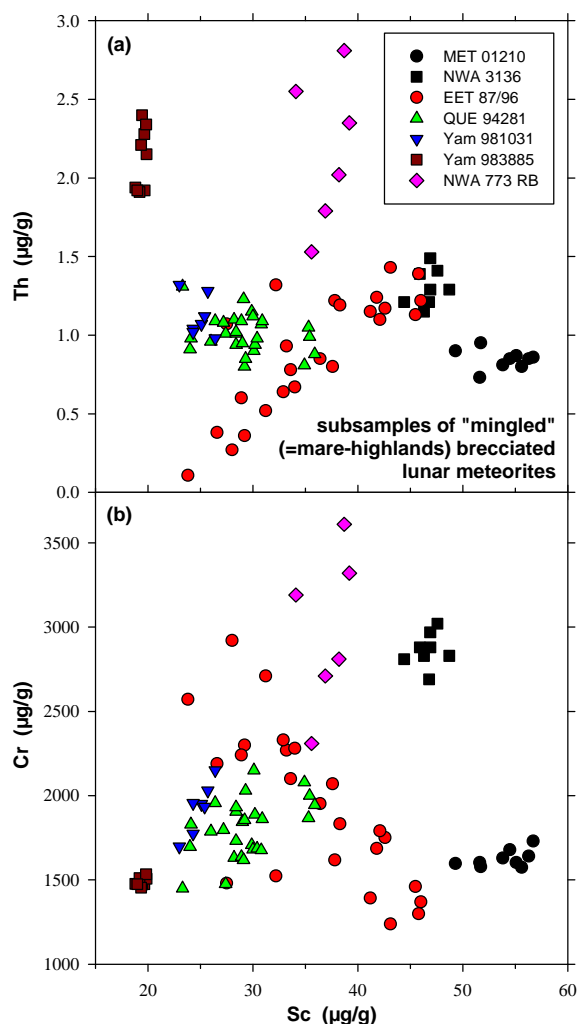 3.0
(a)
2.5
2.0
1.5
1.0
0.5
0.0
Th (µg/g)
MET 01210
NWA 3136
EET 87/96
QUE 94281
Yam 981031
Yam 983885
NWA 773 RB
subsamples of "mingled"
(=mare-highlands) brecciated
lunar meteorites
(b)
3500
3000
2500
2000
1500
1000
Cr (µg/g)
20 30 40 50 60
Sc (µg/g)